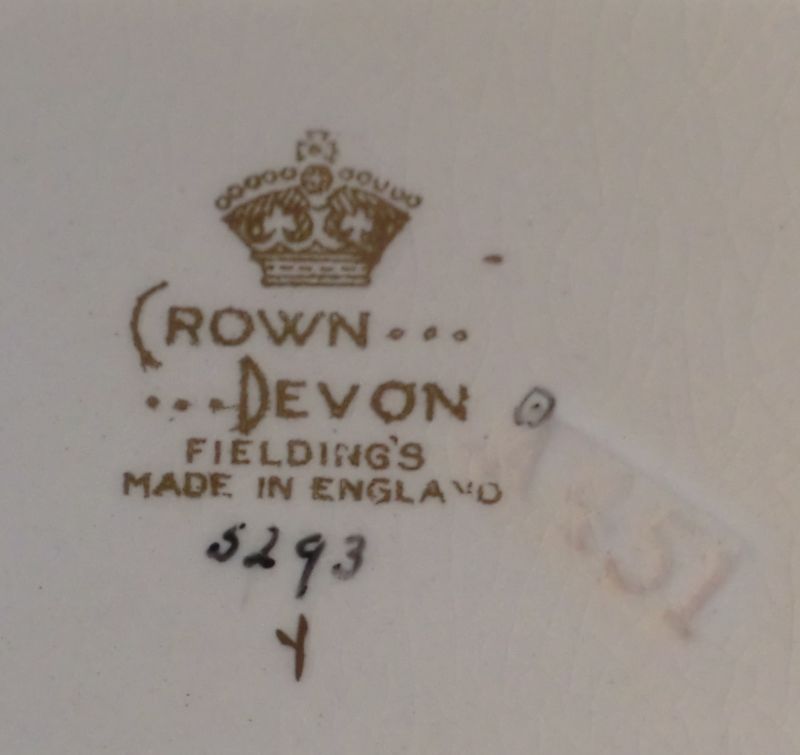 CROWN...
...DEVON
FIELDING'S
MADE IN ENGLAND
5293
Y